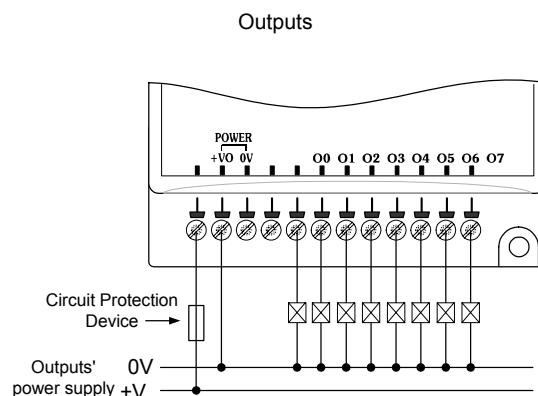 Outputs
POWER
+VO 0V O0 O1 O2 O3 O4 O5 O6 O7
Circuit Protection
Device
Outputs' 0V
power supply +V